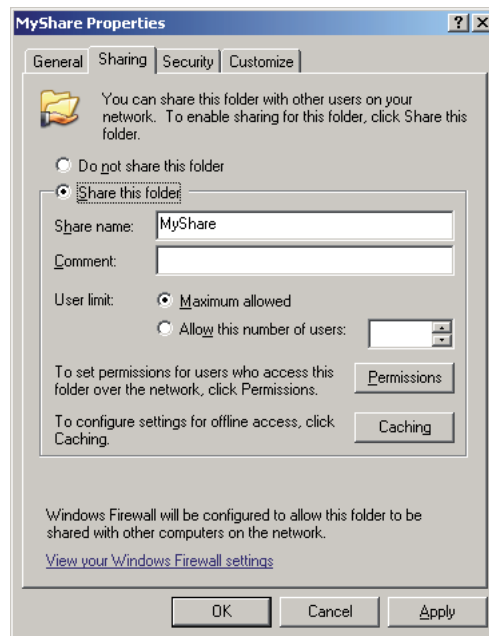 MyShare Properties
General Sharing Security Customize
You can share this folder with other users on your
network. To enable sharing for this folder, click Share this
folder.
Do not share this folder
Share this folder
Share name: MyShare
Comment:
User limit: Maximum allowed
Allow this number of users:
To set permissions for users who access this
folder over the network, click Permissions.
Permissions
To configure settings for offline access, click
Caching.
Caching
Windows Firewall will be configured to allow this folder to be
shared with other computers on the network.
View your Windows Firewall settings
OK Cancel Apply